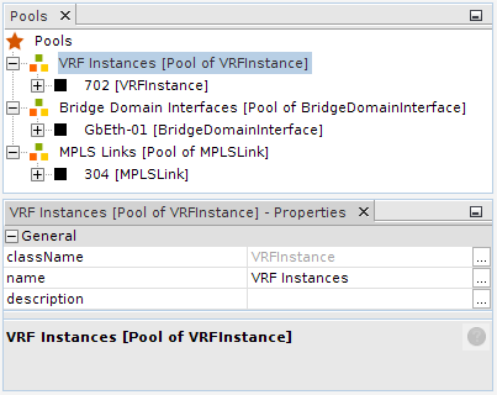 Pools
Pools
VRF Instances [Pool of VRFInstance]
702 [VRFInstance]
Bridge Domain Interfaces [Pool of BridgeDomainInterface]
GbEth-01 [BridgeDomainInterface]
MPLS Links [Pool of MPLSLink]
304 [MPLSLink]
VRF Instances [Pool of VRFInstance] - Properties
General
className VRFInstance ...
name VRF Instances ...
description ...
VRF Instances [Pool of VRFInstance] ?